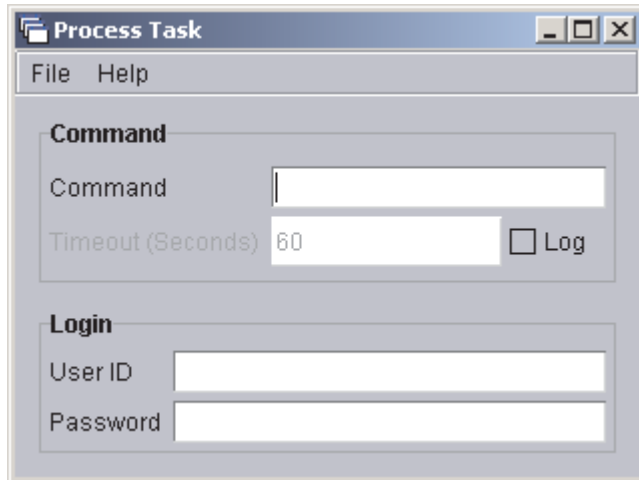 Process Task
File Help
Command
Command
Timeout (Seconds) 60 Log
Login
User ID
Password